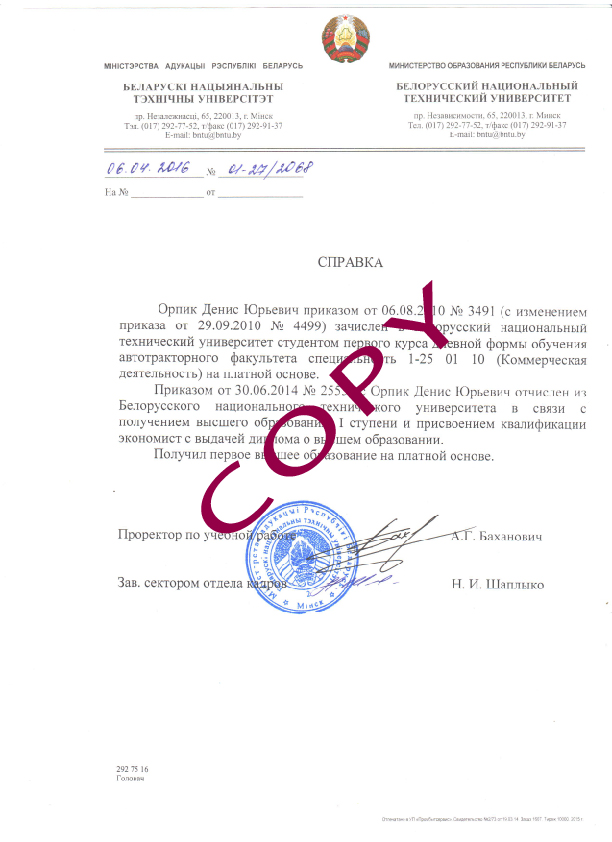 МІНІСТЭРСТВА АДУКАЦЫІ РЭСПУБЛІКІ БЕЛАРУСЬ
БЕЛАРУСКІ НАЦЫЯНАЛЬНЫ
ТЭХНІЧНЫ УНІВЕРСІТЭТ
пр. Незалежнасці, 65, 220013, г. Мінск
Тэл. (017) 292-77-52, т/факс (017) 292-91-37
E-mail: bntu@bntu.by
МИНИСТЕРСТВО ОБРАЗОВАНИЯ РЕСПУБЛИКИ БЕЛАРУСЬ
БЕЛОРУССКИЙ НАЦИОНАЛЬНЫЙ
ТЕХНИЧЕСКИЙ УНИВЕРСИТЕТ
пр. Независимости, 65, 220013, г. Минск
Тел. (017) 292-77-52, т/факс (017) 292-91-37
E-mail: bntu@bntu.by
06.04.2016 № 01-27/2068
На № от
СПРАВКА
Орпик Денис Юрьевич приказом от 06.08.2010 № 3491 (с изменением
приказа от 29.09.2010 № 4499) зачислен в Белорусский национальный
технический университет студентом первого курса дневной формы обучения
автотракторного факультета специальность 1-25 01 10 (Коммерческая
деятельность) на платной основе.
Приказом от 30.06.2014 № Орпик Денис Юрьевич отчислен из
Белорусского национального технического университета в связи с
получением высшего образования I ступени и присвоением квалификации
экономист с выдачей диплома о высшем образовании.
Получил первое высшее образование на платной основе.
COPY
Проректор по учебной работе А.Г. Баханович
Зав. сектором отдела кадров Н. И. Шаплыко
Мінск
292 75 16
Головач